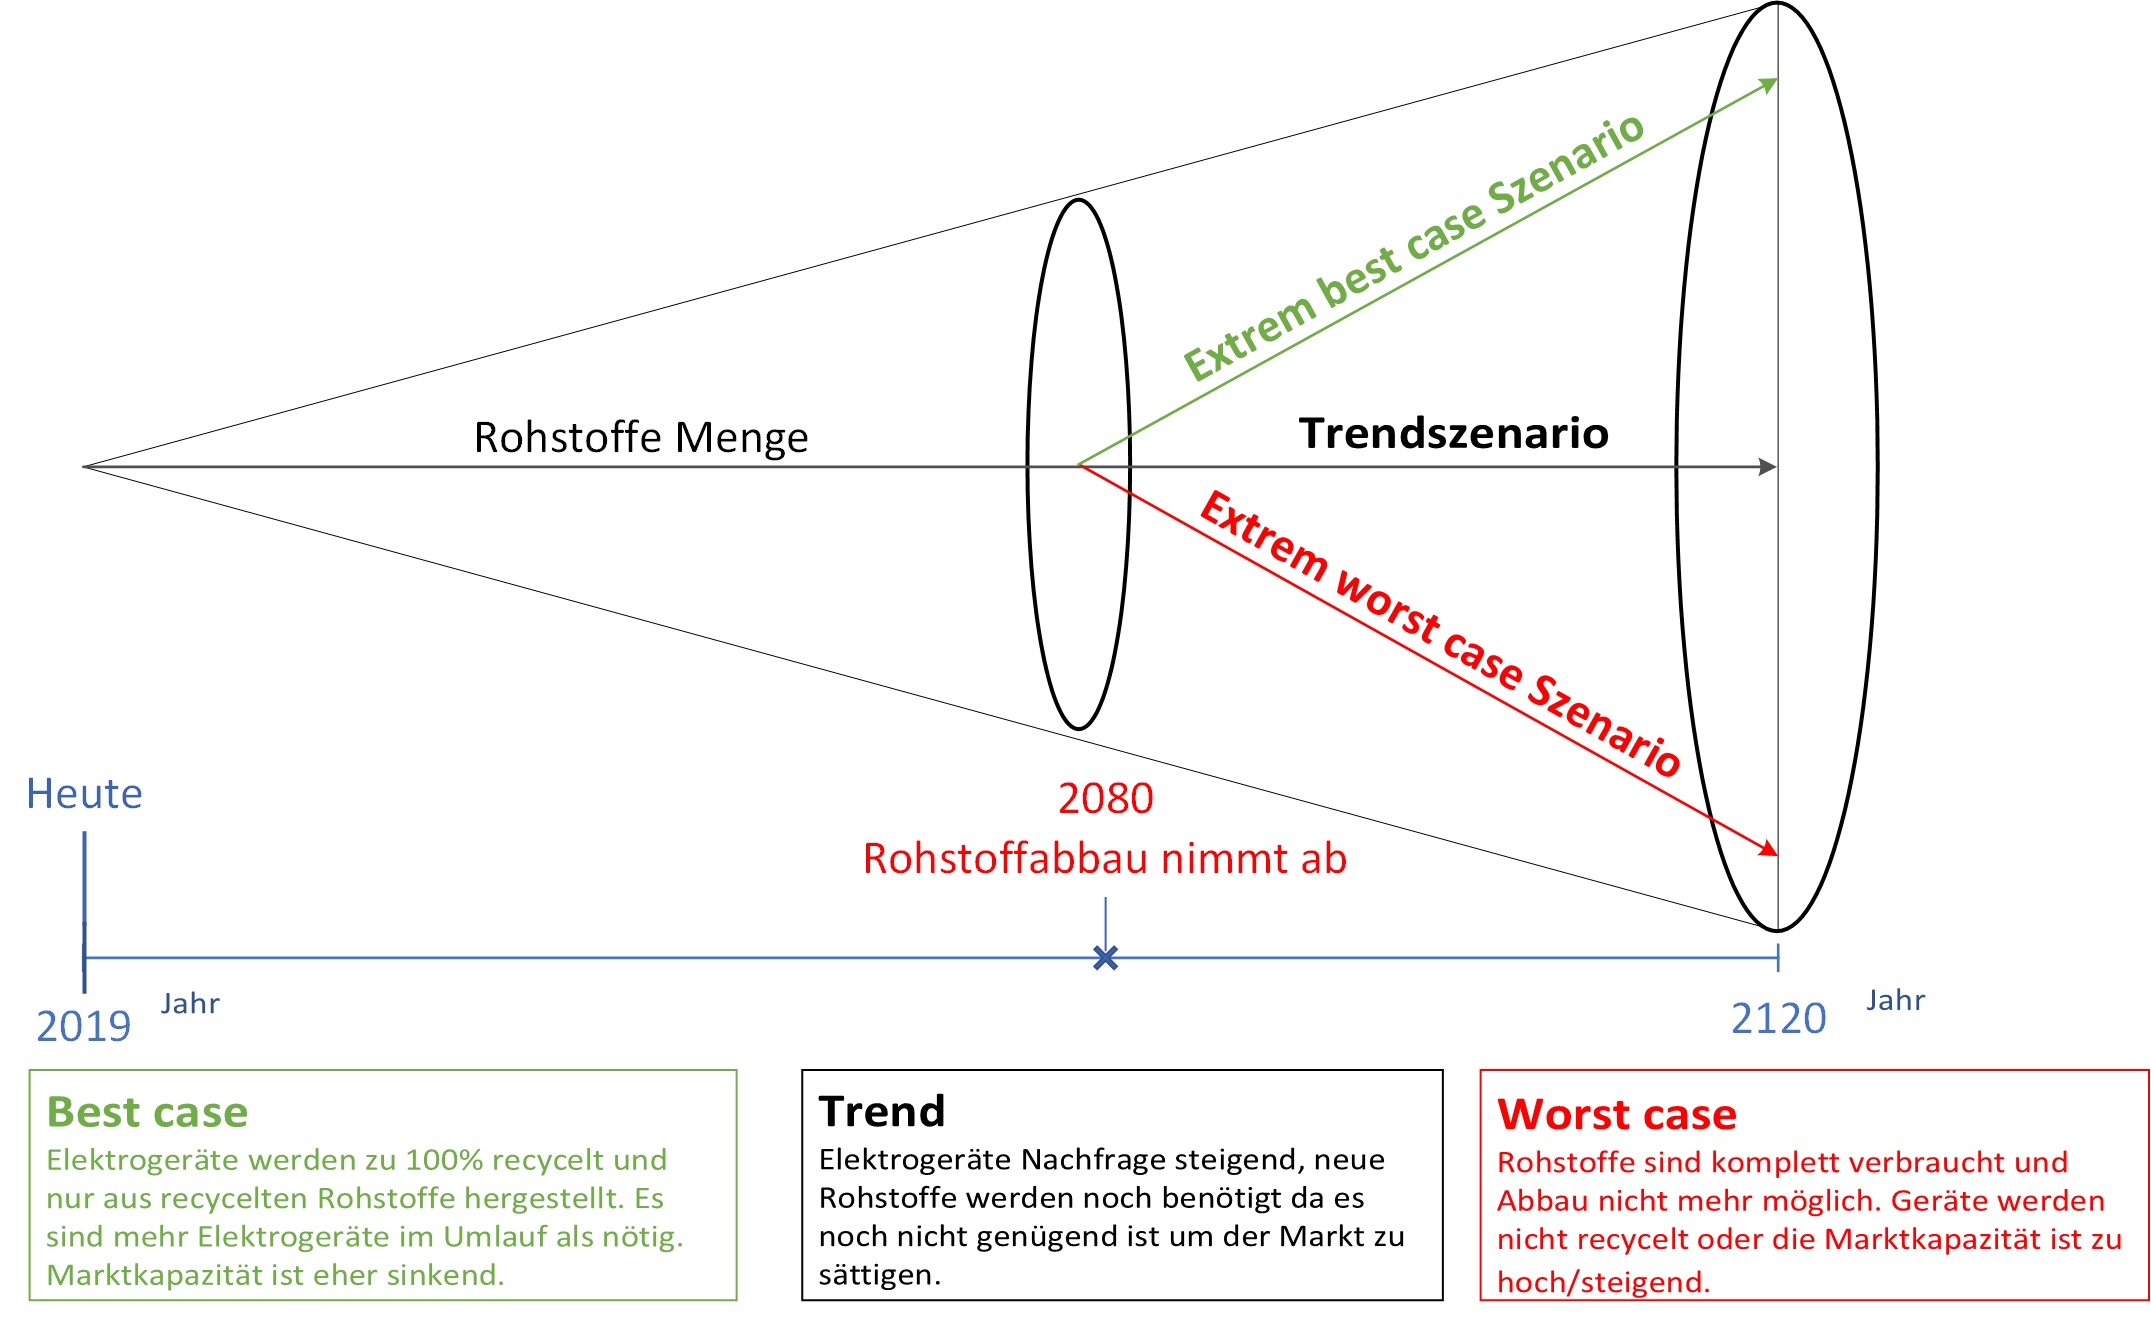 Extrem best case Szenario
Rohstoffe Menge
Trendszenario
Extrem worst case Szenario
Heute
2080
Rohstoffabbau nimmt ab
2019
Jahr
2120
Jahr
Best case
Elektrogeräte werden zu 100% recycelt und
nur aus recycelten Rohstoffe hergestellt. Es
sind mehr Elektrogeräte im Umlauf als nötig.
Marktkapazität ist eher sinkend.
Trend
Elektrogeräte Nachfrage steigend, neue
Rohstoffe werden noch benötigt da es
noch nicht genügend ist um der Markt zu
sättigen.
Worst case
Rohstoffe sind komplett verbraucht und
Abbau nicht mehr möglich. Geräte werden
nicht recycelt oder die Marktkapazität ist zu
hoch/steigend.